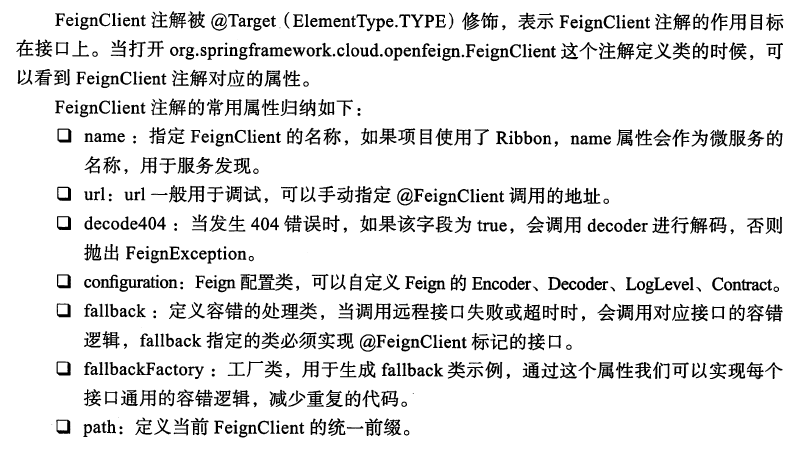 FeignClient 注解被 @Target（ElementType.TYPE）修饰，表示 FeignClient 注解的作用目标
在接口上。当打开 org.springframework.cloud.openfeign.FeignClient 这个注解定义类的时候，可
以看到 FeignClient 注解对应的属性。
FeignClient 注解的常用属性归纳如下：
❑ name：指定 FeignClient 的名称，如果项目使用了 Ribbon，name 属性会作为微服务的
名称，用于服务发现。
❑ url：url 一般用于调试，可以手动指定 @FeignClient 调用的地址。
❑ decode404：当发生 404 错误时，如果该字段为 true，会调用 decoder 进行解码，否则
抛出 FeignException。
❑ configuration：Feign 配置类，可以自定义 Feign 的 Encoder、Decoder、LogLevel、Contract。
❑ fallback：定义容错的处理类，当调用远程接口失败或超时时，会调用对应接口的容错
逻辑，fallback 指定的类必须实现 @FeignClient 标记的接口。
❑ fallbackFactory：工厂类，用于生成 fallback 类示例，通过这个属性我们可以实现每个
接口通用的容错逻辑，减少重复的代码。
❑ path：定义当前 FeignClient 的统一前缀。